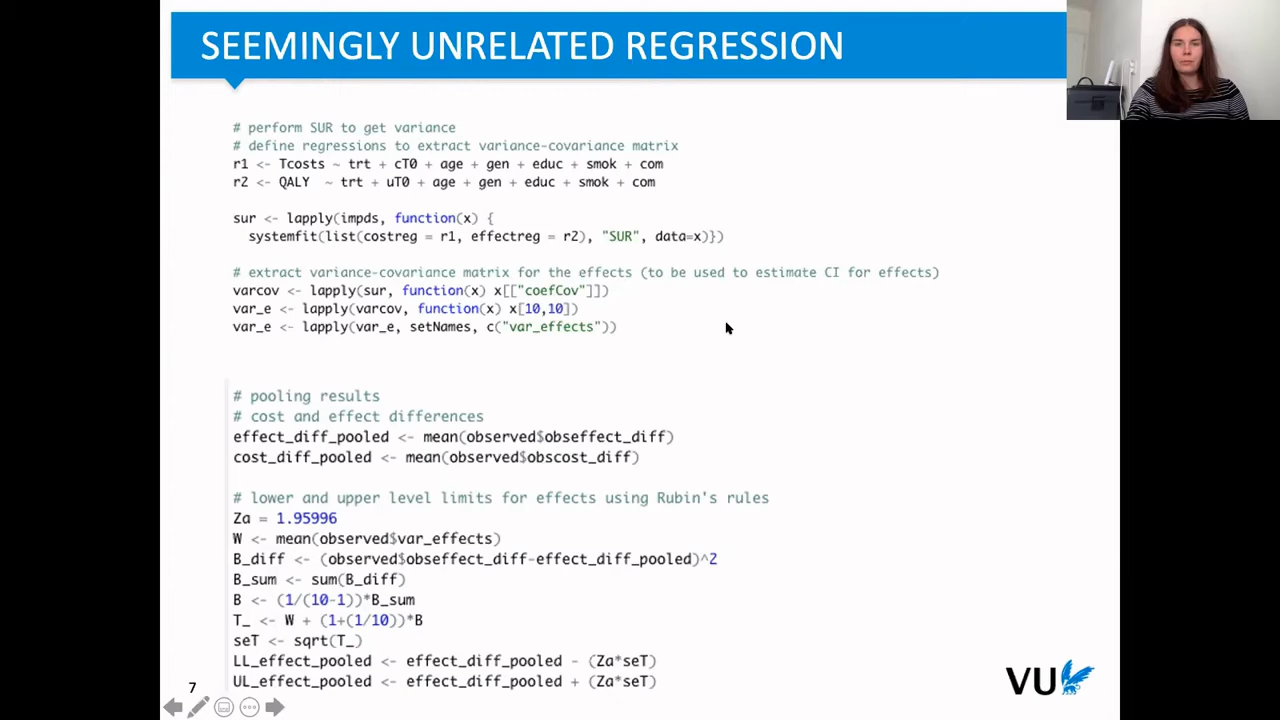 SEEMINGLY UNRELATED REGRESSION
# perform SUR to get variance
# define regressions to extract variance-covariance matrix
r1 <- Tcosts ~ trt + cT0 + age + gen + educ + smok + com
r2 <- QALY ~ trt + uT0 + age + gen + educ + smok + com
sur <- lapply(impds, function(x) {
systemfit(list(costreg = r1, effectreg = r2), "SUR", data=x)})
# extract variance-covariance matrix for the effects (to be used to estimate CI for effects)
varcov <- lapply(sur, function(x) x[["coefCov"]])
var_e <- lapply(varcov, function(x) x[10,10])
var_e <- lapply(var_e, setNames, c("var_effects"))
# pooling results
# cost and effect differences
effect_diff_pooled <- mean(observed$obseffect_diff)
cost_diff_pooled <- mean(observed$obscost_diff)
# lower and upper level limits for effects using Rubin's rules
Za = 1.95996
W <- mean(observed$var_effects)
B_diff <- (observed$obseffect_diff-effect_diff_pooled)^2
B_sum <- sum(B_diff)
B <- (1/(10-1))*B_sum
T_ <- W + (1+(1/10))*B
seT <- sqrt(T_)
LL_effect_pooled <- effect_diff_pooled - (Za*seT)
UL_effect_pooled <- effect_diff_pooled + (Za*seT)
7
VU